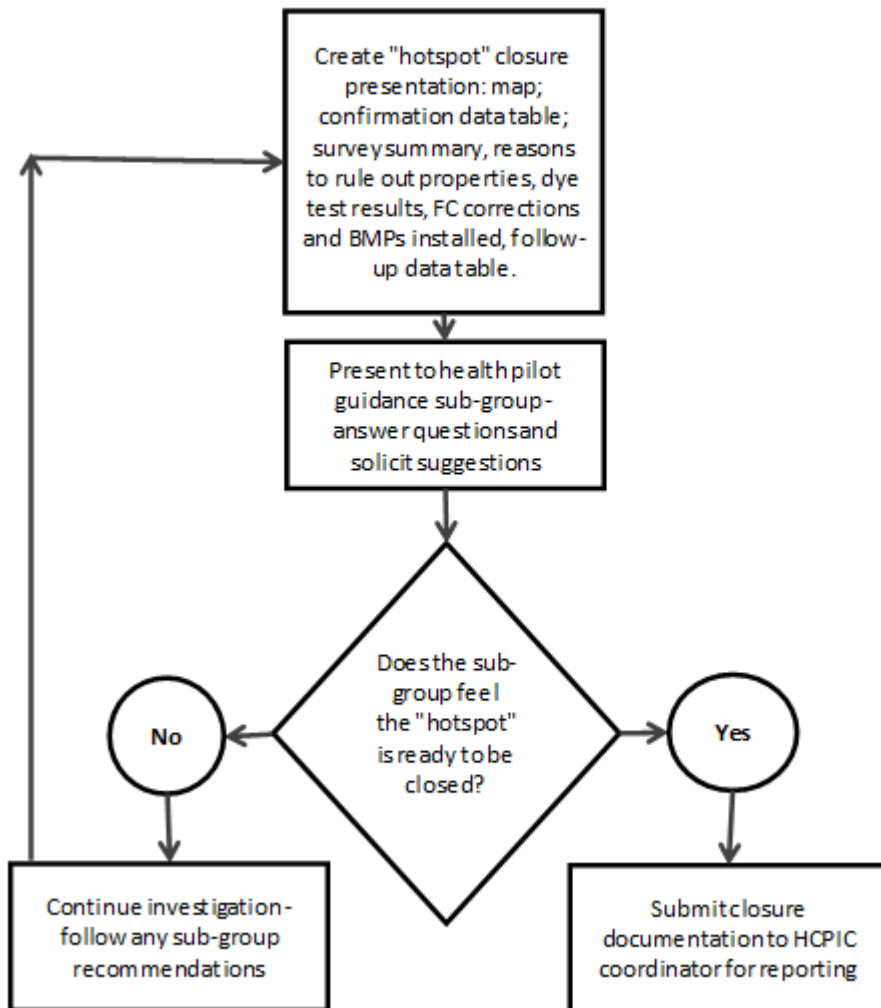 Create "hotspot" closure
presentation: map;
confirmation data table;
survey summary, reasons
to rule out properties, dye
test results, FC corrections
and BMPs installed, follow-
up data table.
Present to health pilot
guidance sub-group-
answer questions and
solicit suggestions
Does the sub-
group feel
the "hotspot"
is ready to be
closed?
No
Yes
Continue investigation-
follow any sub-group
recommendations
Submit closure
documentation to HCPIC
coordinator for reporting